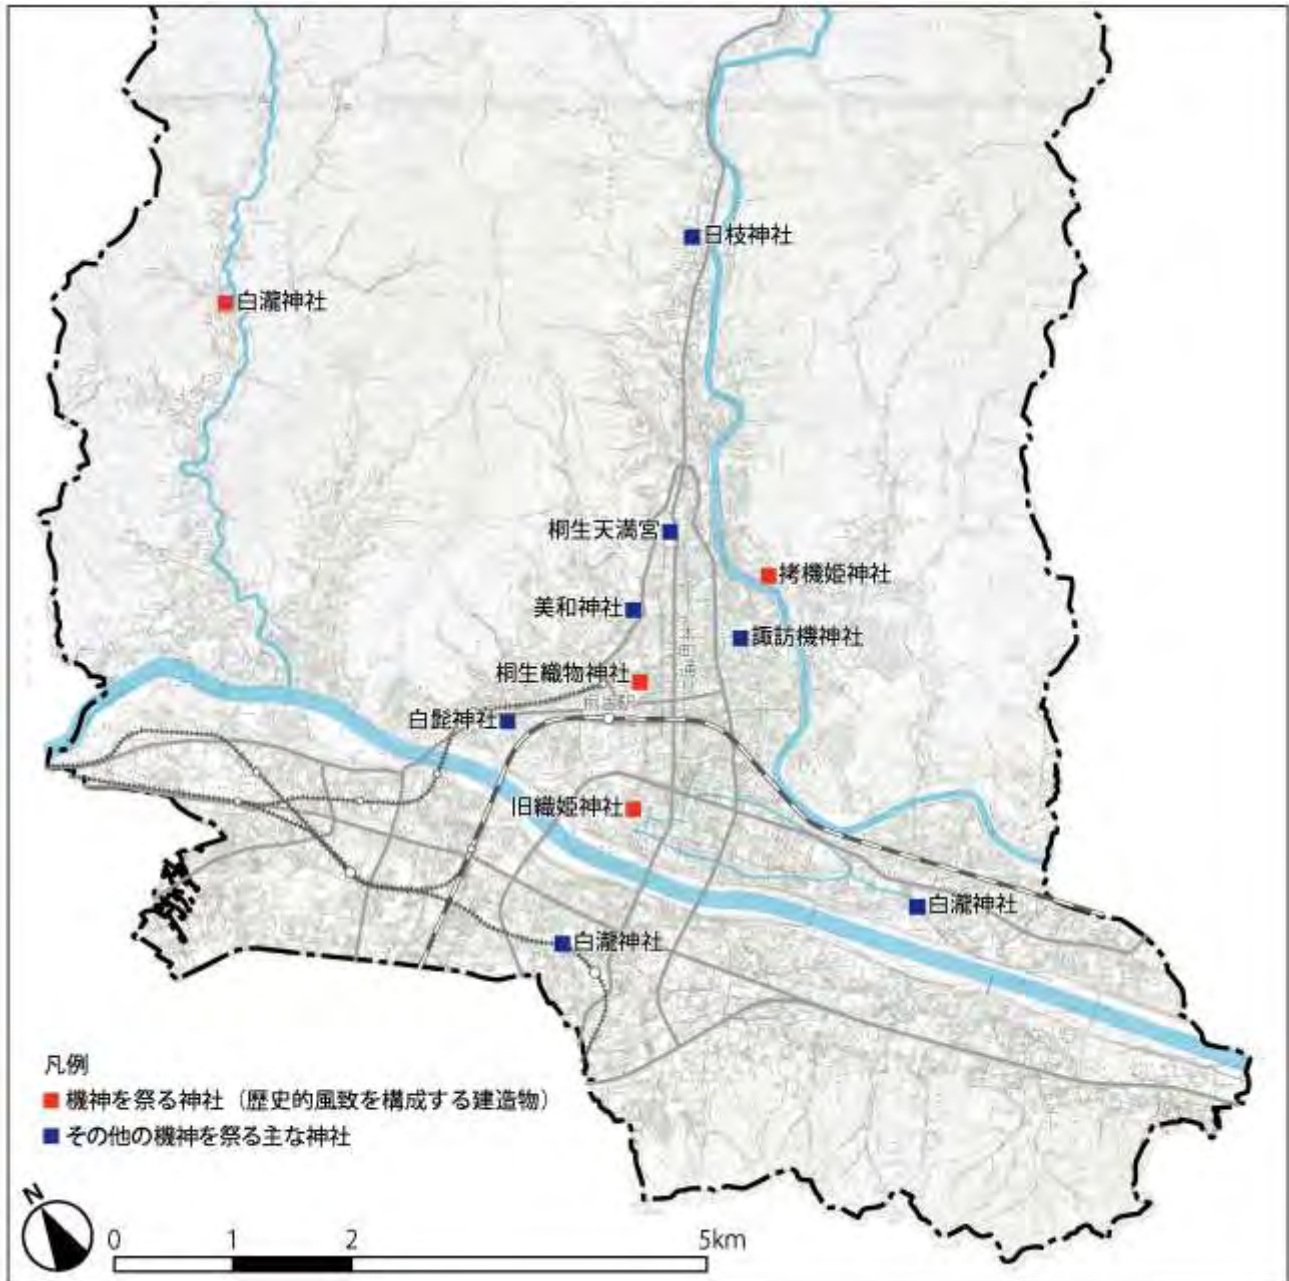 日枝神社
白瀧神社
桐生天満宮
拷機姫神社
美和神社
諏訪機神社
桐生織物神社
桐生駅
白髭神社
旧織姫神社
白瀧神社
白瀧神社
凡例
機神を祭る神社（歴史的風致を構成する建造物）
その他の機神を祭る主な神社
N
0 1 2 5km